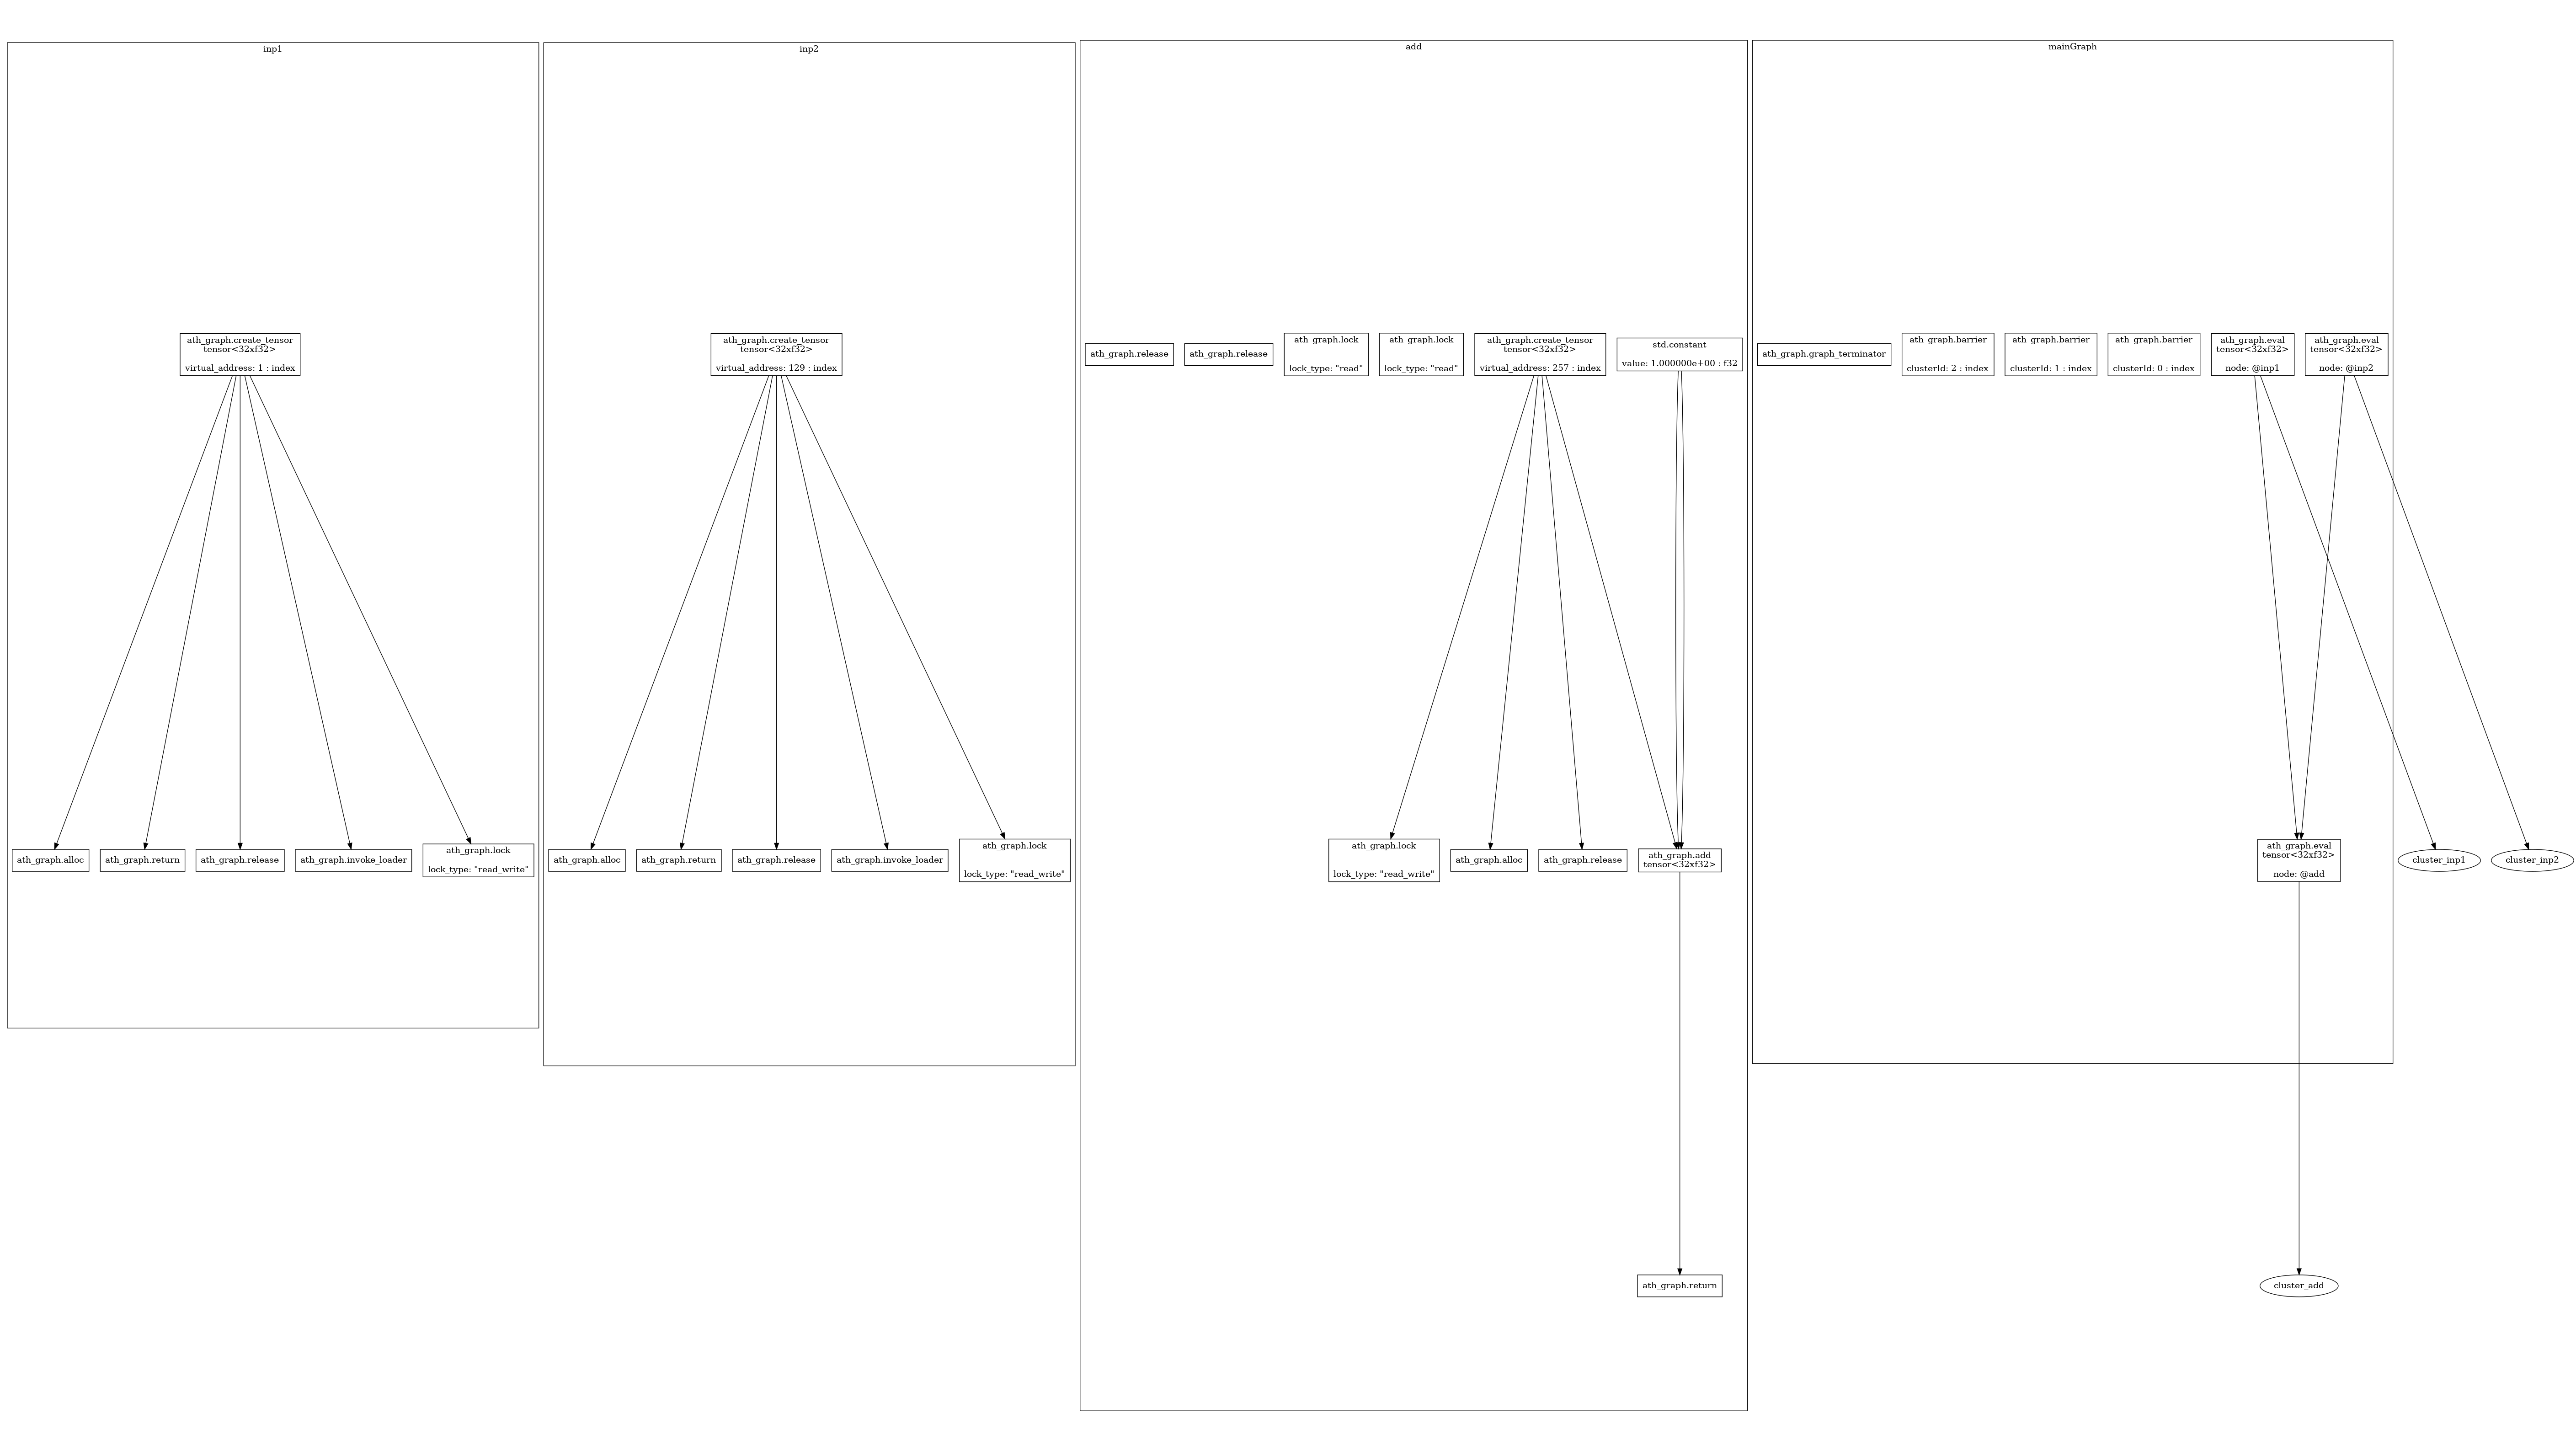 inp1
ath_graph.create_tensor
tensor<32xf32>
virtual_address: 1 : index
ath_graph.alloc
ath_graph.return
ath_graph.release
ath_graph.invoke_loader
ath_graph.lock
lock_type: "read_write"
inp2
ath_graph.create_tensor
tensor<32xf32>
virtual_address: 129 : index
ath_graph.alloc
ath_graph.return
ath_graph.release
ath_graph.invoke_loader
ath_graph.lock
lock_type: "read_write"
add
ath_graph.release
ath_graph.release
ath_graph.lock
lock_type: "read"
ath_graph.lock
lock_type: "read"
ath_graph.create_tensor
tensor<32xf32>
virtual_address: 257 : index
std.constant
value: 1.000000e+00 : f32
ath_graph.lock
lock_type: "read_write"
ath_graph.alloc
ath_graph.release
ath_graph.add
tensor<32xf32>
ath_graph.return
mainGraph
ath_graph.graph_terminator
ath_graph.barrier
clusterId: 2 : index
ath_graph.barrier
clusterId: 1 : index
ath_graph.barrier
clusterId: 0 : index
ath_graph.eval
tensor<32xf32>
node: @inp1
ath_graph.eval
tensor<32xf32>
node: @inp2
ath_graph.eval
tensor<32xf32>
node: @add
cluster_inp1
cluster_inp2
cluster_add